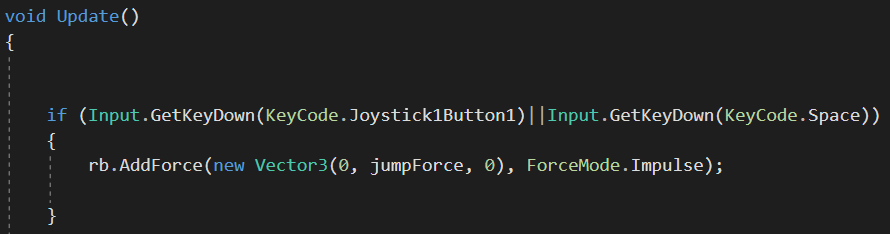 void Update()
{
if (Input.GetKeyDown(KeyCode.Joystick1Button1)||Input.GetKeyDown(KeyCode.Space))
{
rb.AddForce(new Vector3(0, jumpForce, 0), ForceMode.Impulse);
}